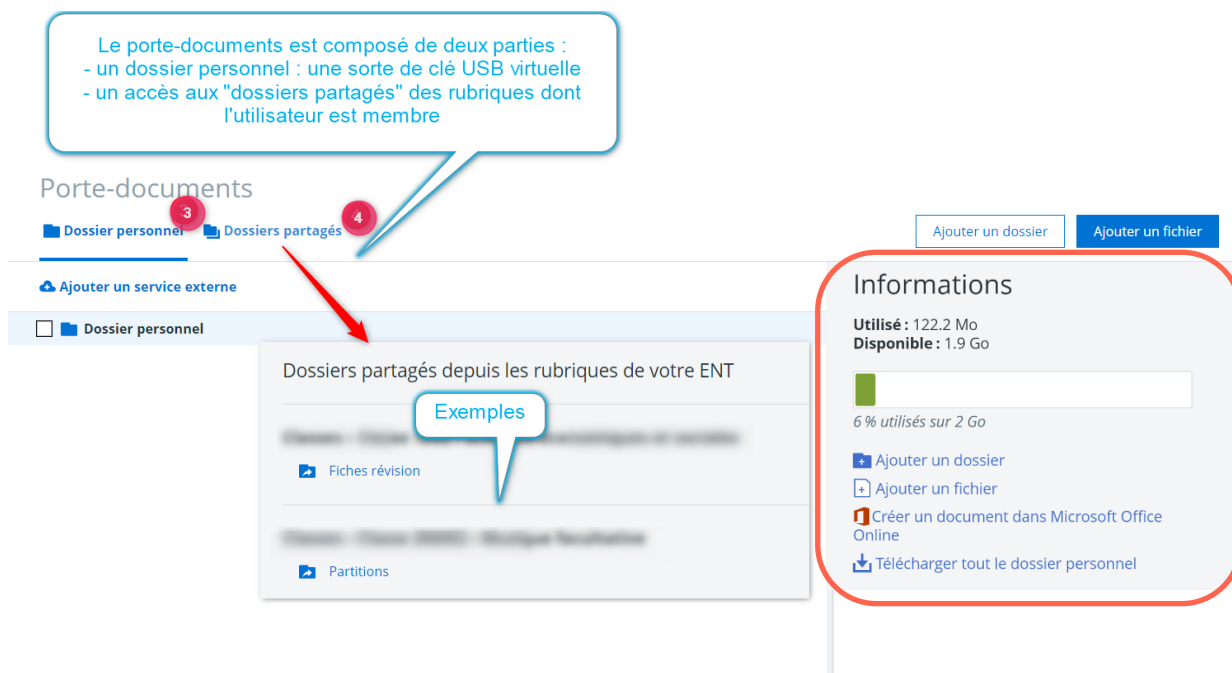 Le porte-documents est composé de deux parties :
- un dossier personnel : une sorte de clé USB virtuelle
- un accès aux "dossiers partagés" des rubriques dont
l'utilisateur est membre
Porte-documents
3
4
Dossier personnel
Dossiers partagés
Ajouter un dossier
Ajouter un fichier
Ajouter un service externe
Dossier personnel
Dossiers partagés depuis les rubriques de votre ENT
Exemples
Fiches révision
Partitions
Informations
Utilisé : 122.2 Mo
Disponible : 1.9 Go
6 % utilisés sur 2 Go
Ajouter un dossier
Ajouter un fichier
Créer un document dans Microsoft Office
Online
Télécharger tout le dossier personnel